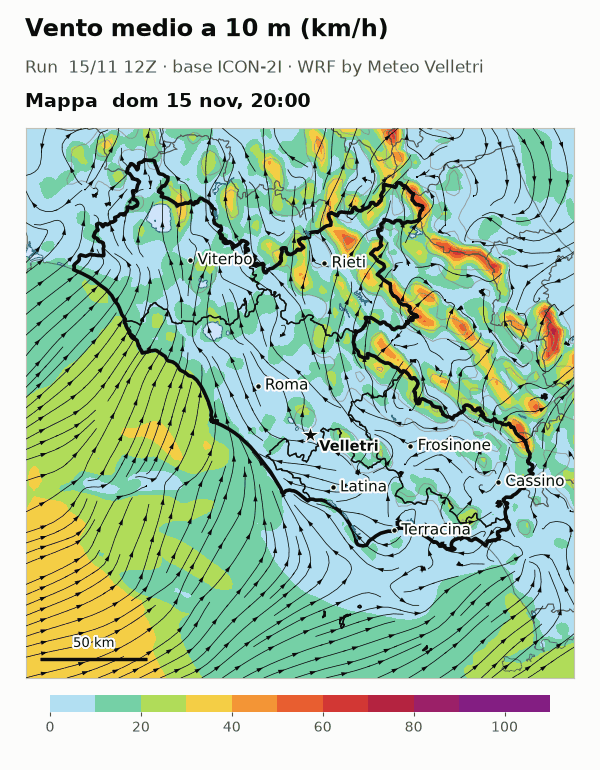 Vento medio a 10 m (km/h)
Run  15/11 12Z · base ICON-2I · WRF by Meteo Velletri
Mappa  dom 15 nov, 20:00
Viterbo
Rieti
Roma
Velletri
Frosinone
Cassino
Latina
Terracina
50 km
0 20 40 60 80 100